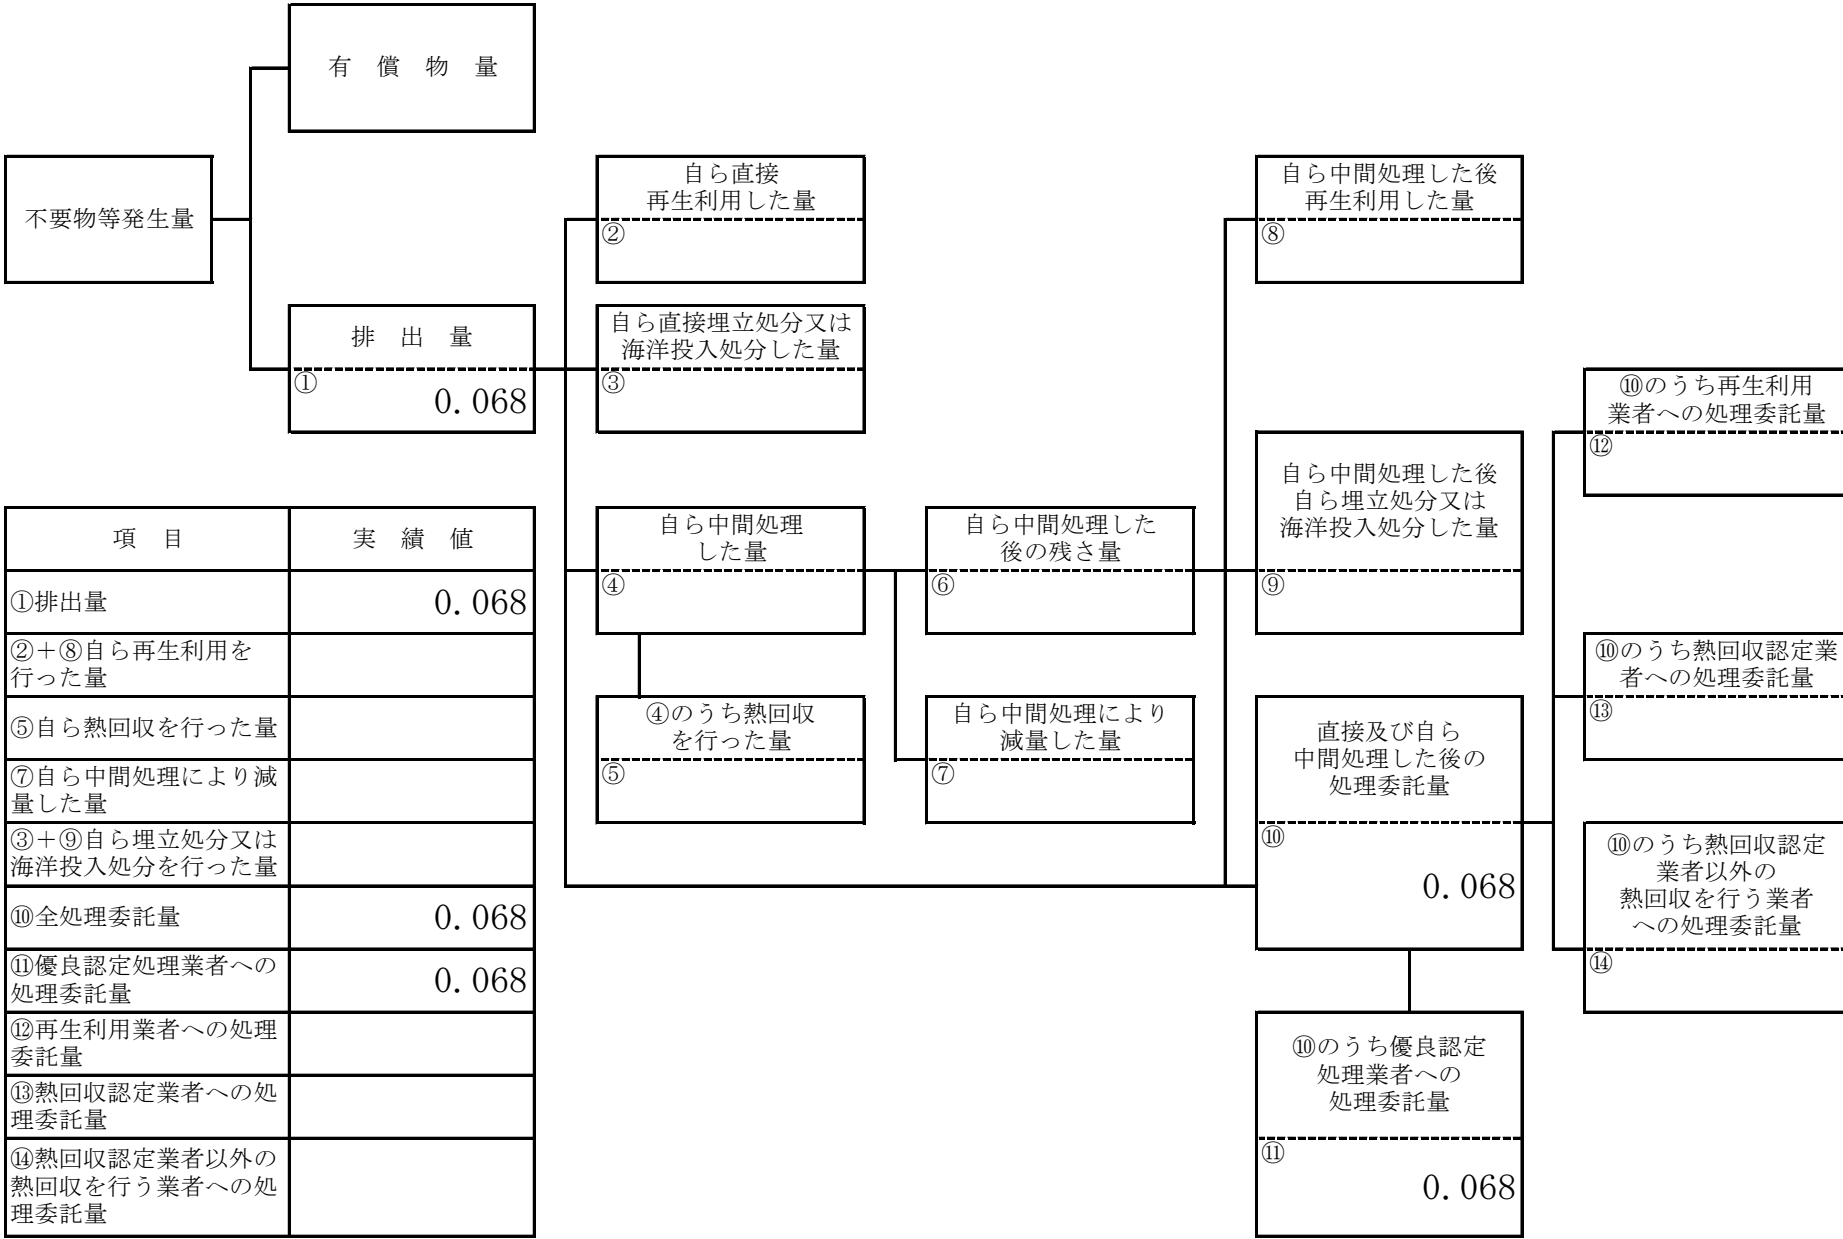 有償物量
不要物等発生量
排出量
①
0.068
自ら直接
再生利用した量
②
自ら直接埋立処分又は
海洋投入処分した量
③
自ら中間処理
した量
④
④のうち熱回収
を行った量
⑤
自ら中間処理した
後の残さ量
⑥
自ら中間処理により
減量した量
⑦
自ら中間処理した後
再生利用した量
⑧
自ら中間処理した後
自ら埋立処分又は
海洋投入処分した量
⑨
直接及び自ら
中間処理した後の
処理委託量
⑩
0.068
⑩のうち優良認定
処理業者への
処理委託量
⑪
0.068
⑩のうち再生利用
業者への処理委託量
⑫
⑩のうち熱回収認定業
者への処理委託量
⑬
⑩のうち熱回収認定
業者以外の
熱回収を行う業者
への処理委託量
⑭
項目 実績値
①排出量 0.068
②＋⑧自ら再生利用を
行った量
⑤自ら熱回収を行った量
⑦自ら中間処理により減
量した量
③＋⑨自ら埋立処分又は
海洋投入処分を行った量
⑩全処理委託量 0.068
⑪優良認定処理業者への
処理委託量 0.068
⑫再生利用業者への処理
委託量
⑬熱回収認定業者への処
理委託量
⑭熱回収認定業者以外の
熱回収を行う業者への処
理委託量